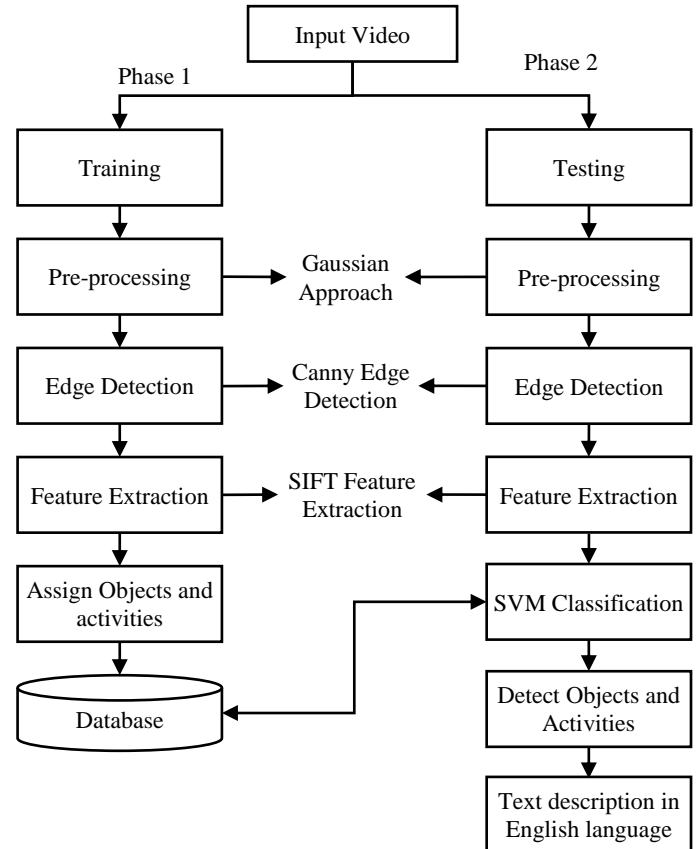 Input Video
Phase 1
Phase 2
Training
Testing
Pre-processing
Gaussian
Approach
Pre-processing
Edge Detection
Canny Edge
Detection
Edge Detection
Feature Extraction
SIFT Feature
Extraction
Feature Extraction
Assign Objects and
activities
SVM Classification
Database
Detect Objects and
Activities
Text description in
English language